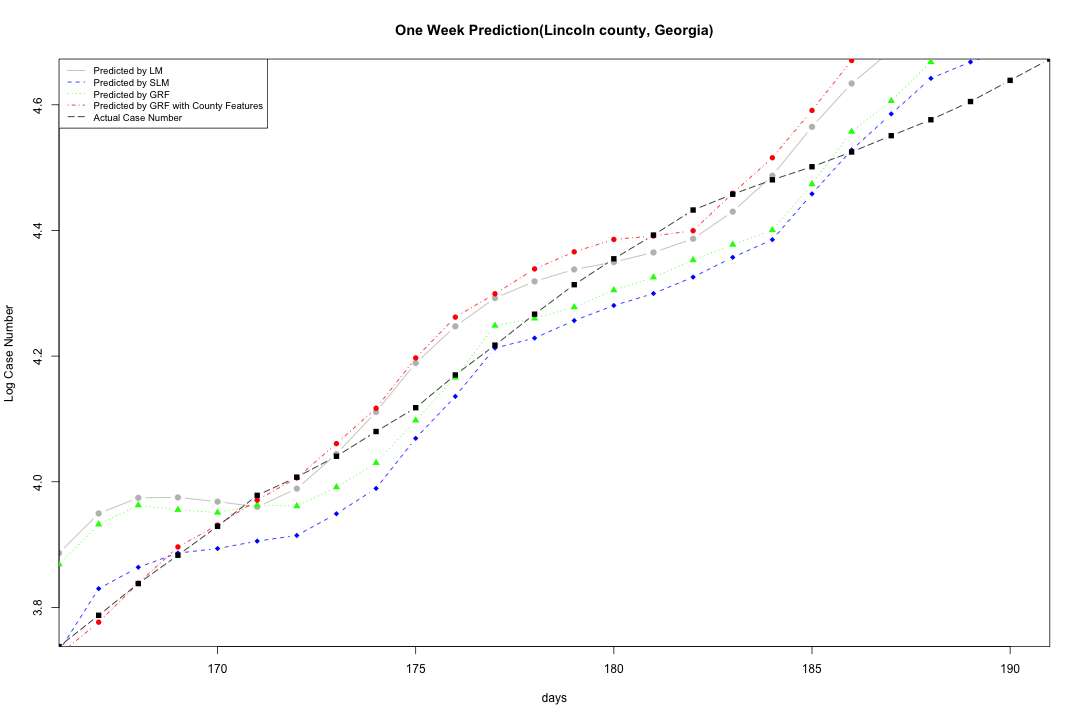 One Week Prediction(Lincoln county, Georgia)
Predicted by LM
Predicted by SLM
Predicted by GRF
Predicted by GRF with County Features
Actual Case Number
Log Case Number
4.6
4.4
4.2
4.0
3.8
170 175 180 185 190
days